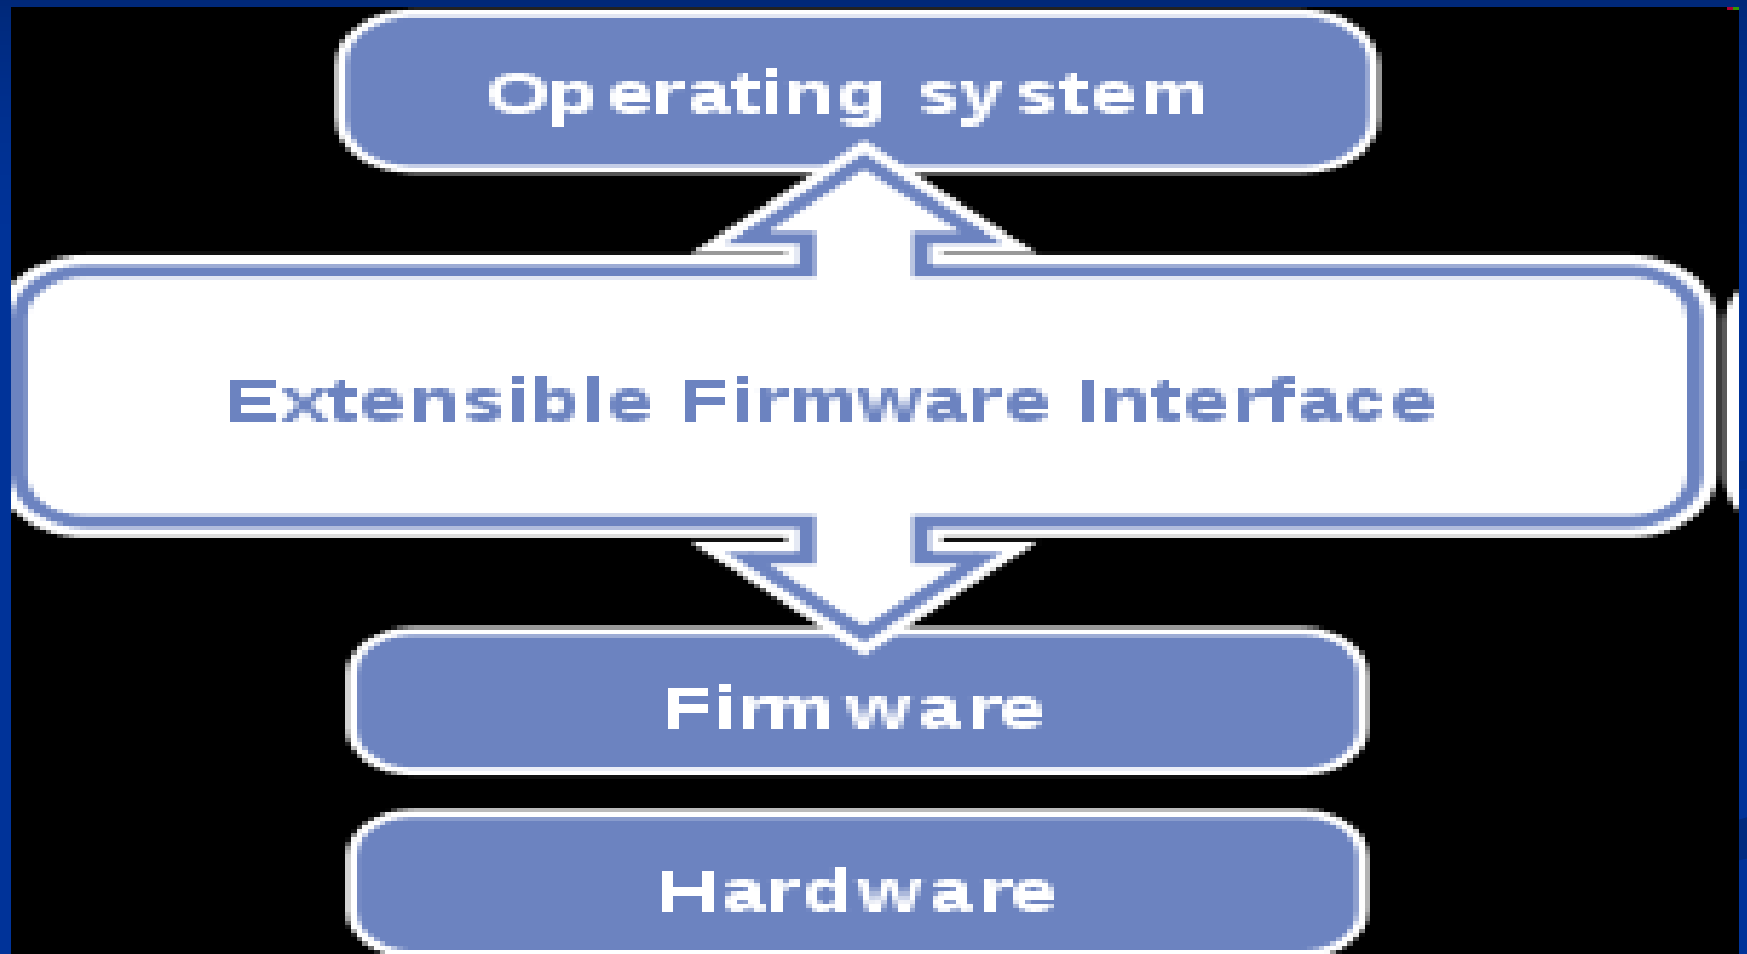 Operating system
Extensible Firmware Interface
Firmware
Hardware